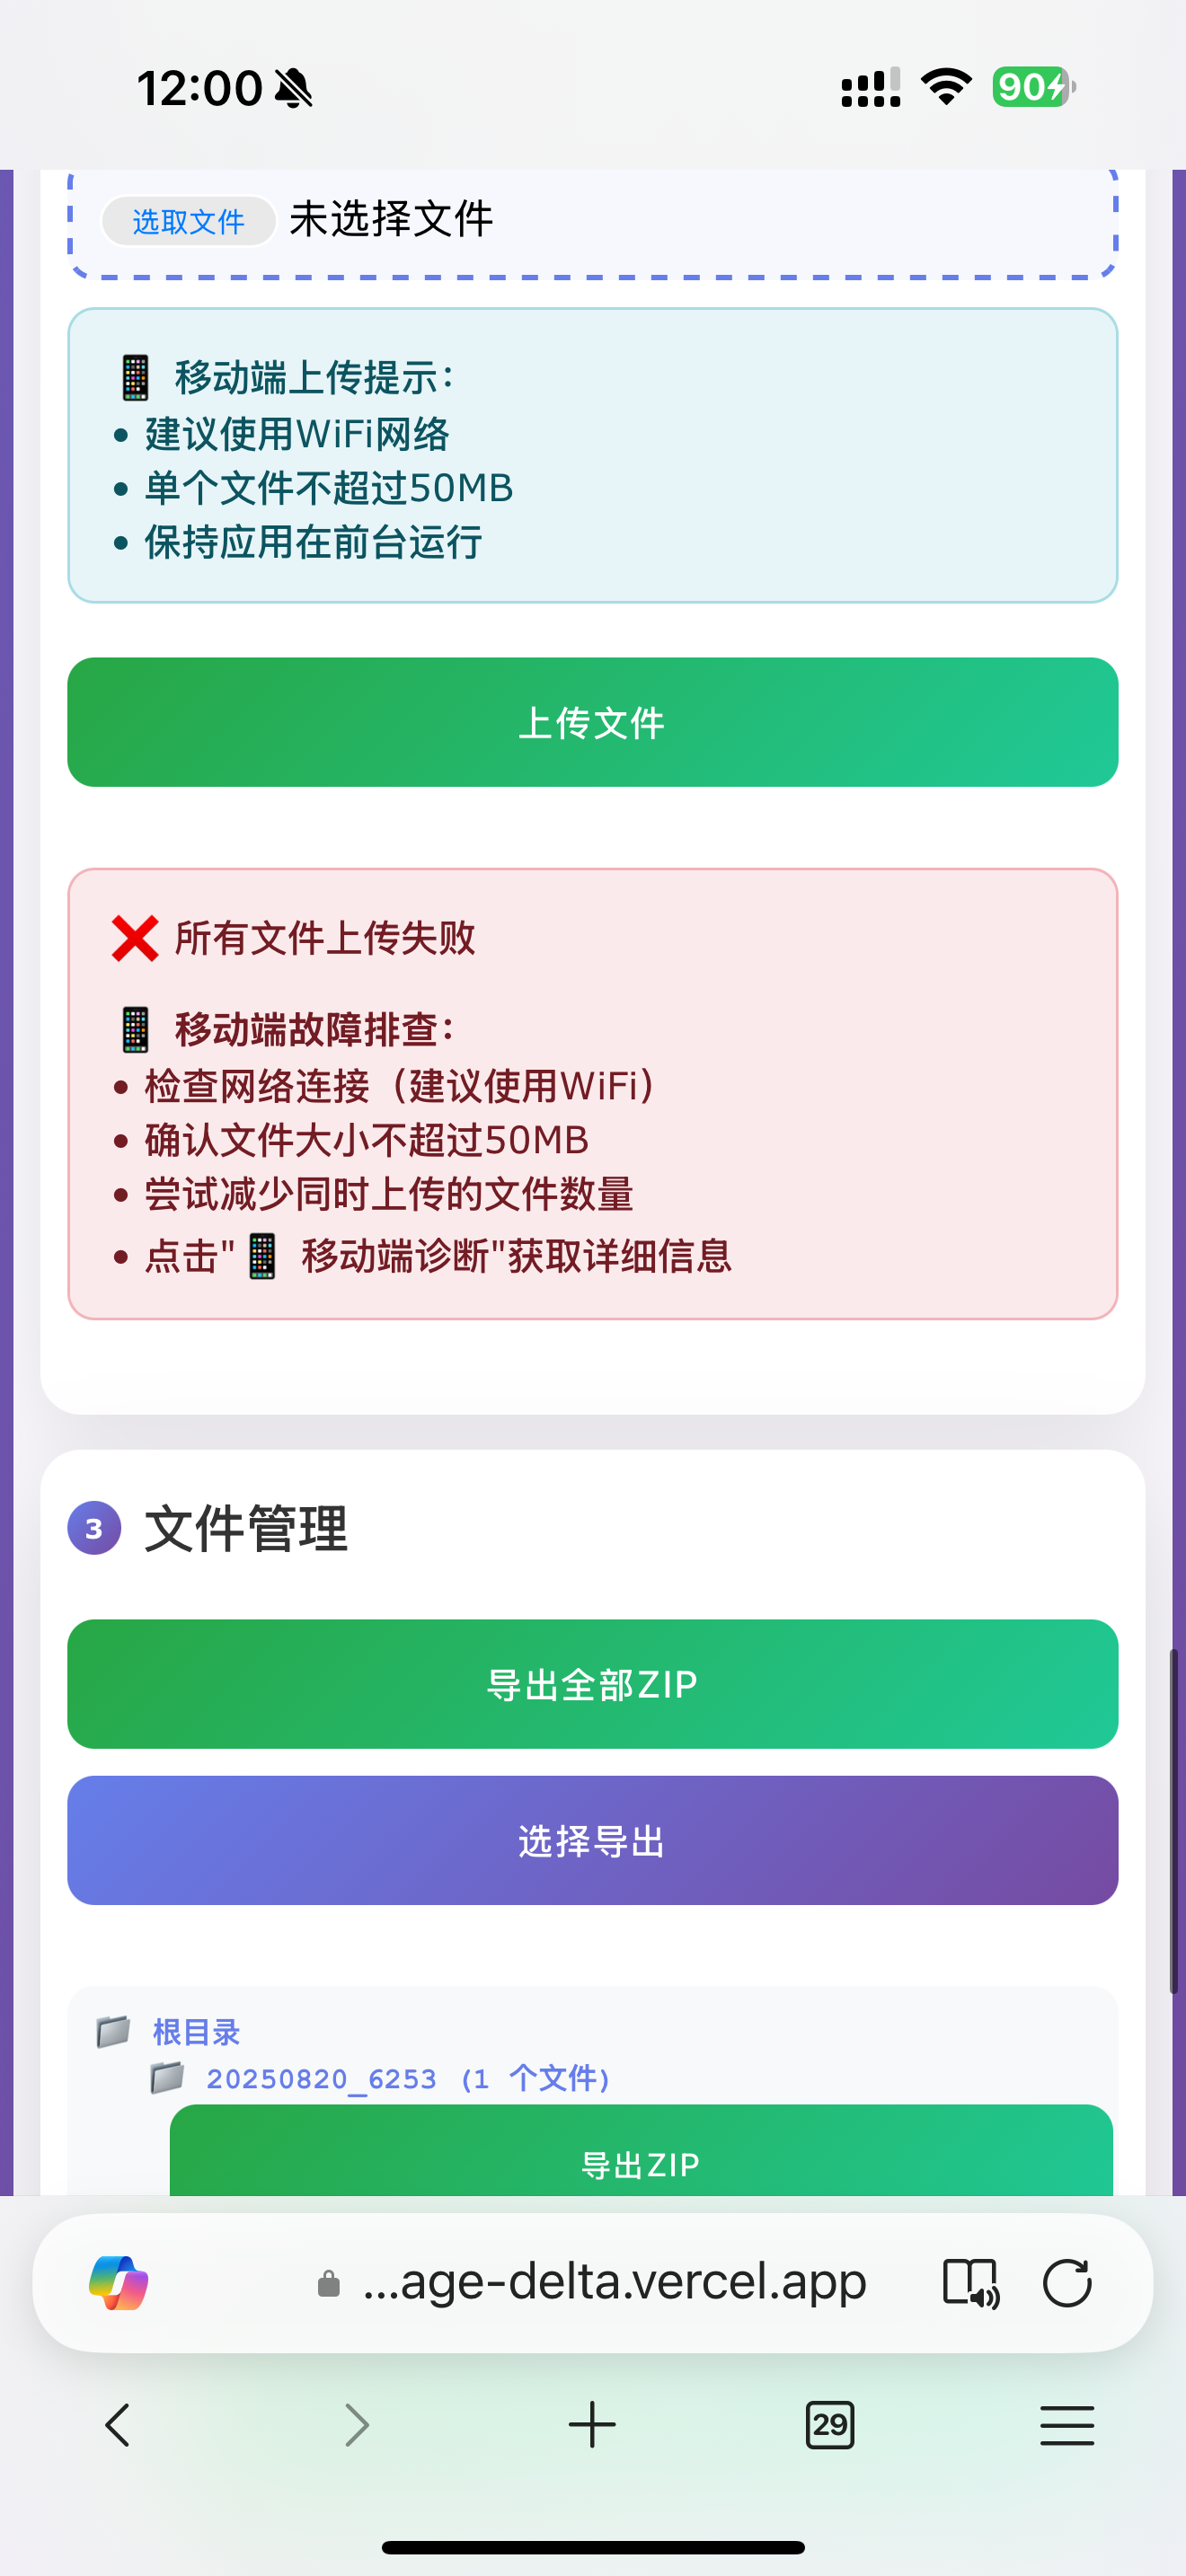 12:00
90
选取文件 未选择文件
移动端上传提示：
• 建议使用WiFi网络
• 单个文件不超过50MB
• 保持应用在前台运行
上传文件
❌ 所有文件上传失败
移动端故障排查：
• 检查网络连接（建议使用WiFi）
• 确认文件大小不超过50MB
• 尝试减少同时上传的文件数量
• 点击"📱 移动端诊断"获取详细信息
3 文件管理
导出全部ZIP
选择导出
根目录
20250820_6253 (1 个文件)
导出ZIP
...age-delta.vercel.app
29